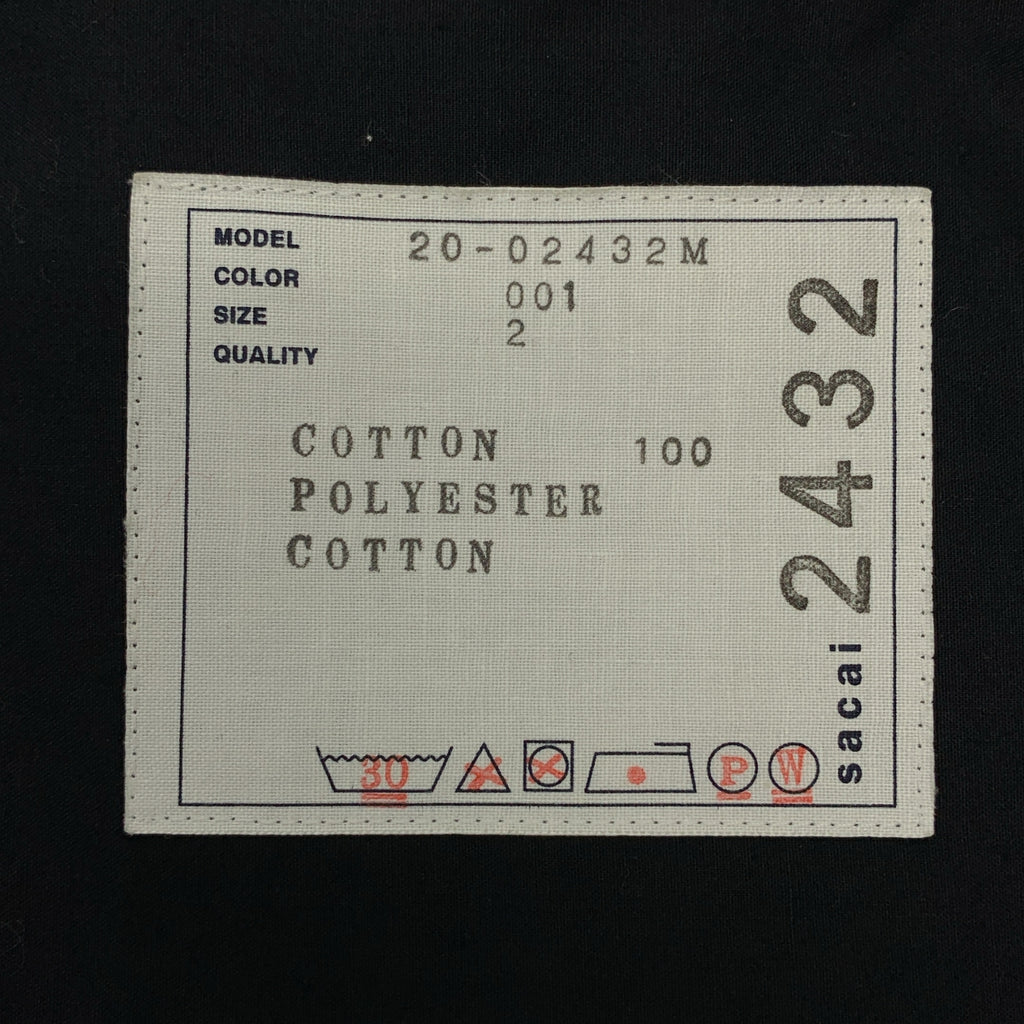 MODEL 20-02432M
COLOR 001
SIZE 2
QUALITY
COTTON 100
POLYESTER
COTTON
sacai 2432
30 P W